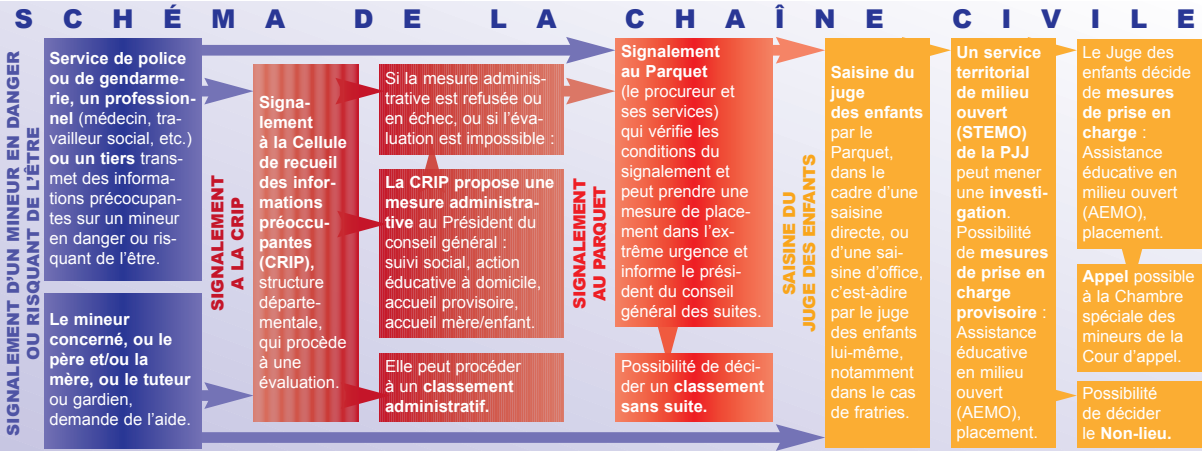 SCHÉMA DE LA CHAÎNE CIVILE
SIGNALEMENT D'UN MINEUR EN DANGER
OU RISQUANT DE L'ÊTRE
Service de police
ou de gendarme-
rie, un profession-
nel (médecin, tra-
vailleur social, etc.)
ou un tiers trans-
met des informa-
tions préoccupan-
tes sur un mineur
en danger ou ris-
quant de l'être.
Le mineur
concerné, ou le
père et/ou la
mère, ou le tuteur
ou gardien,
demande de l'aide.
SIGNALEMENT
A LA CRIP
Signa-
lement
à la Cellule
de recueil
des infor-
mations
préoccu-
pantes
(CRIP),
structure
départe-
mentale,
qui procède
à une
évaluation.
Si la mesure adminis-
trative est refusée ou
en échec, ou si l'éva-
luation est impossible :
La CRIP propose une
mesure administra-
tive au Président du
conseil général :
suivi social, action
éducative à domicile,
accueil provisoire,
accueil mère/enfant.
Elle peut procéder
à un classement
administratif.
SIGNALEMENT
AU PARQUET
Signalement
au Parquet
(le procureur et
ses services)
qui vérifie les
conditions du
signalement et
peut prendre une
mesure de place-
ment dans l'ex-
trême urgence et
informe le prési-
dent du conseil
général des suites.
Possibilité de déci-
der un classement
sans suite.
SAISINE DU
JUGE DES ENFANTS
Saisine du
juge
des enfants
par le
Parquet,
dans le
cadre d'une
saisine
directe, ou
d'une sai-
sine d'office,
c'est-àdire
par le juge
des enfants
lui-même,
notamment
dans le cas
de fratries.
Un service
territorial
de milieu
ouvert
(STEMO)
de la PJJ
peut mener
une investi-
gation.
Possibilité
de mesures
de prise en
charge
provisoire :
Assistance
éducative
en milieu
ouvert
(AEMO),
placement.
Le Juge des
enfants décide
de mesures
de prise en
charge :
Assistance
éducative en
milieu ouvert
(AEMO),
placement.
Appel possible
à la Chambre
spéciale des
mineurs de la
Cour d'appel.
Possibilité
de décider
le Non-lieu.